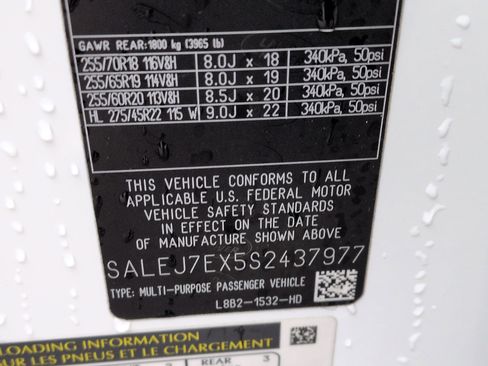 GAWR REAR:1800 kg (3965 lb)
255/70R18 116V8H 8.0J x 18 340kPa, 50psi
255/65R19 114V8H 8.0J x 19 340kPa, 50psi
255/60R20 113V8H 8.5J x 20 340kPa, 50psi
HL 275/45R22 115 W 9.0J x 22 340kPa, 50psi
THIS VEHICLE CONFORMS TO ALL
APPLICABLE U.S. FEDERAL MOTOR
VEHICLE SAFETY STANDARDS
IN EFFECT ON THE DATE
OF MANUFACTURE SHOWN ABOVE
SALEJ7EX5S2437977
TYPE: MULTI-PURPOSE PASSENGER VEHICLE
L8B2-1532-HD
LOADING INFORMATION
SUR LES PNEUS ET LE CHARGEMENT
2 REAR 3